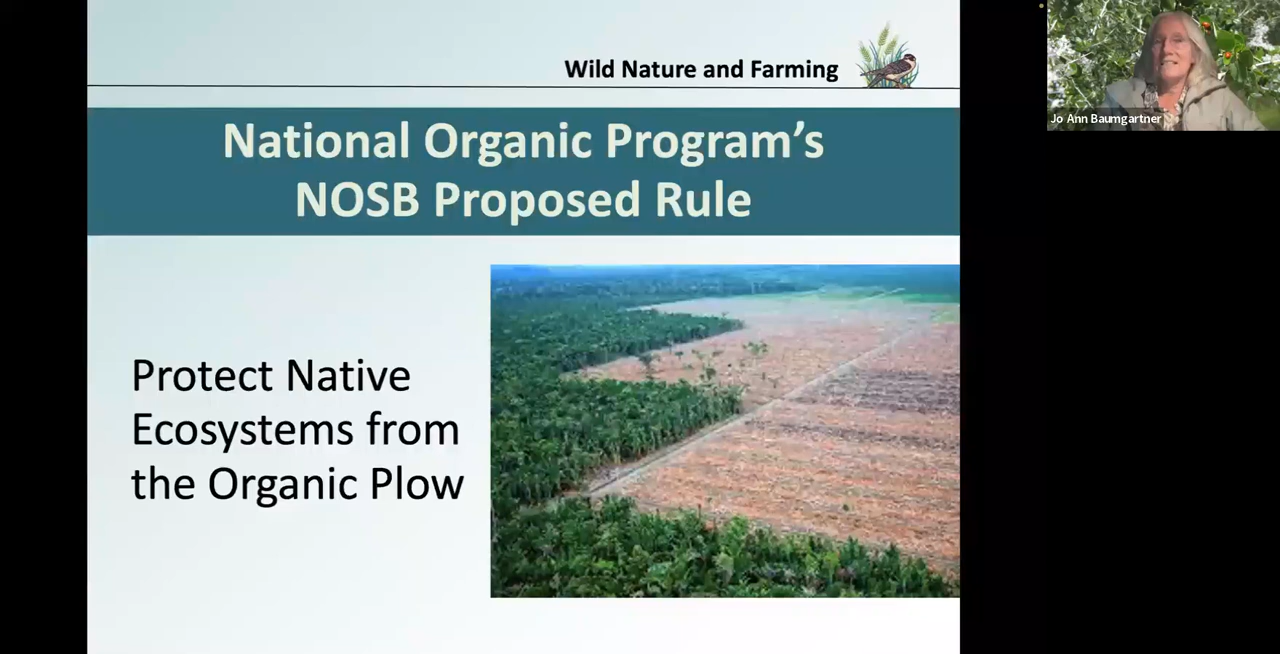 Wild Nature and Farming
National Organic Program’s
NOSB Proposed Rule
Protect Native
Ecosystems from
the Organic Plow
Jo Ann Baumgartner